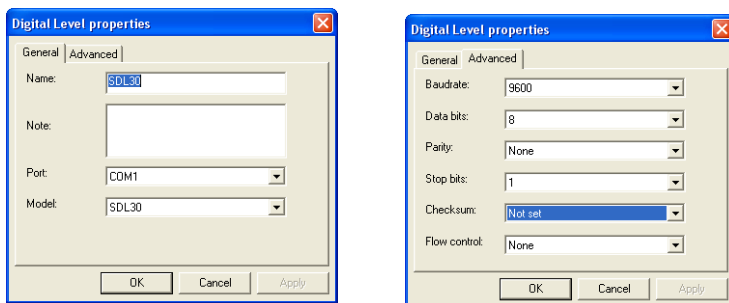 Digital Level properties
General Advanced
Name: SDL30
Note:
Port: COM1
Model: SDL30
OK Cancel Apply
Digital Level properties
General Advanced
Baudrate: 9600
Data bits: 8
Parity: None
Stop bits: 1
Checksum: Not set
Flow control: None
OK Cancel Apply